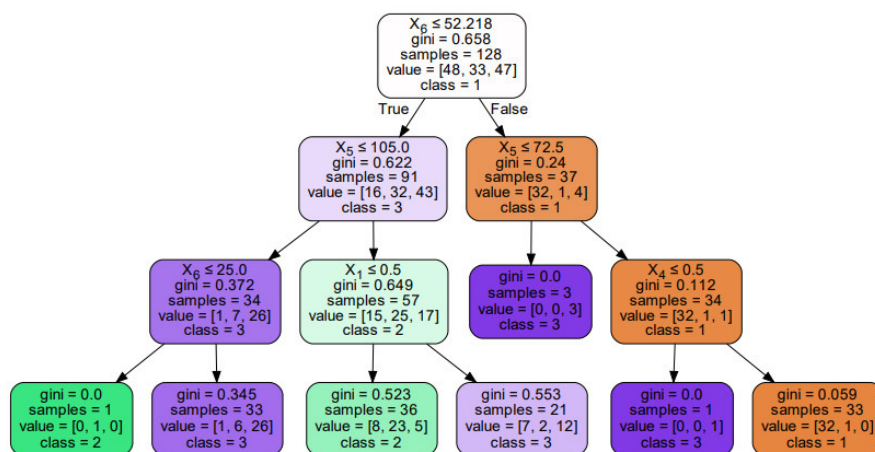 X6 ≤ 52.218
gini = 0.658
samples = 128
value = [48, 33, 47]
class = 1
True
False
X5 ≤ 105.0
gini = 0.622
samples = 91
value = [16, 32, 43]
class = 3
X5 ≤ 72.5
gini = 0.24
samples = 37
value = [32, 1, 4]
class = 1
X6 ≤ 25.0
gini = 0.372
samples = 34
value = [1, 7, 26]
class = 3
X1 ≤ 0.5
gini = 0.649
samples = 57
value = [15, 25, 17]
class = 2
gini = 0.0
samples = 3
value = [0, 0, 3]
class = 3
X4 ≤ 0.5
gini = 0.112
samples = 34
value = [32, 1, 1]
class = 1
gini = 0.0
samples = 1
value = [0, 1, 0]
class = 2
gini = 0.345
samples = 33
value = [1, 6, 26]
class = 3
gini = 0.523
samples = 36
value = [8, 23, 5]
class = 2
gini = 0.553
samples = 21
value = [7, 2, 12]
class = 3
gini = 0.0
samples = 1
value = [0, 0, 1]
class = 3
gini = 0.059
samples = 33
value = [32, 1, 0]
class = 1